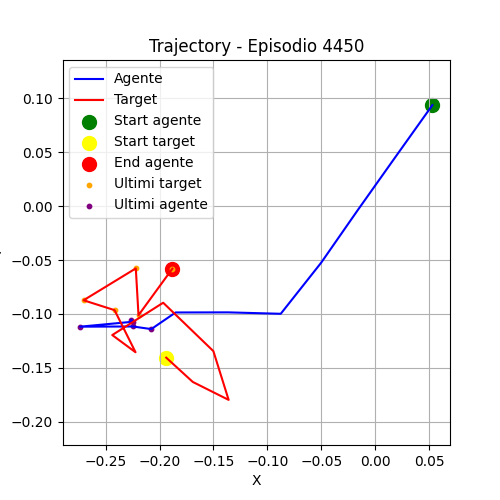 Trajectory - Episodio 4450
Agente
Target
Start agente
Start target
End agente
Ultimi target
Ultimi agente
0.10
0.05
0.00
−0.05
−0.10
−0.15
−0.20
−0.25
−0.20
−0.15
−0.10
−0.05
0.00
0.05
X